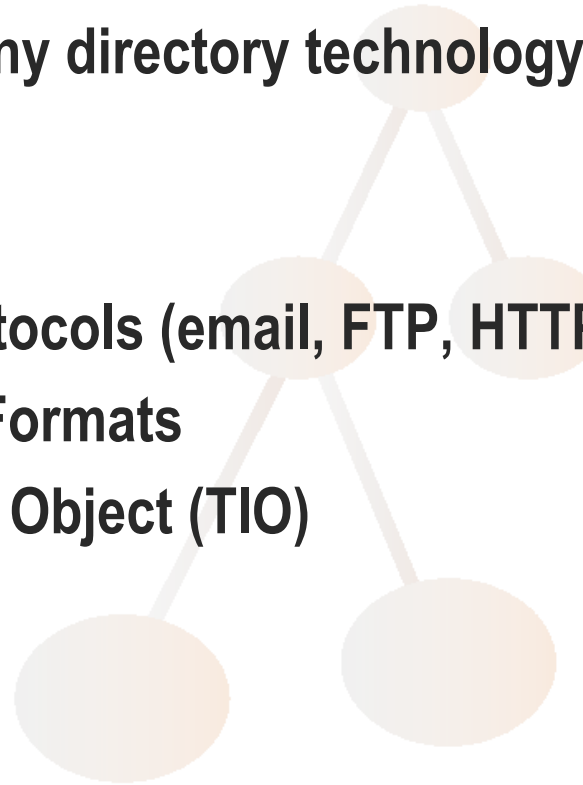 ny directory technology
tocols (email, FTP, HTTP
Formats
Object (TIO)